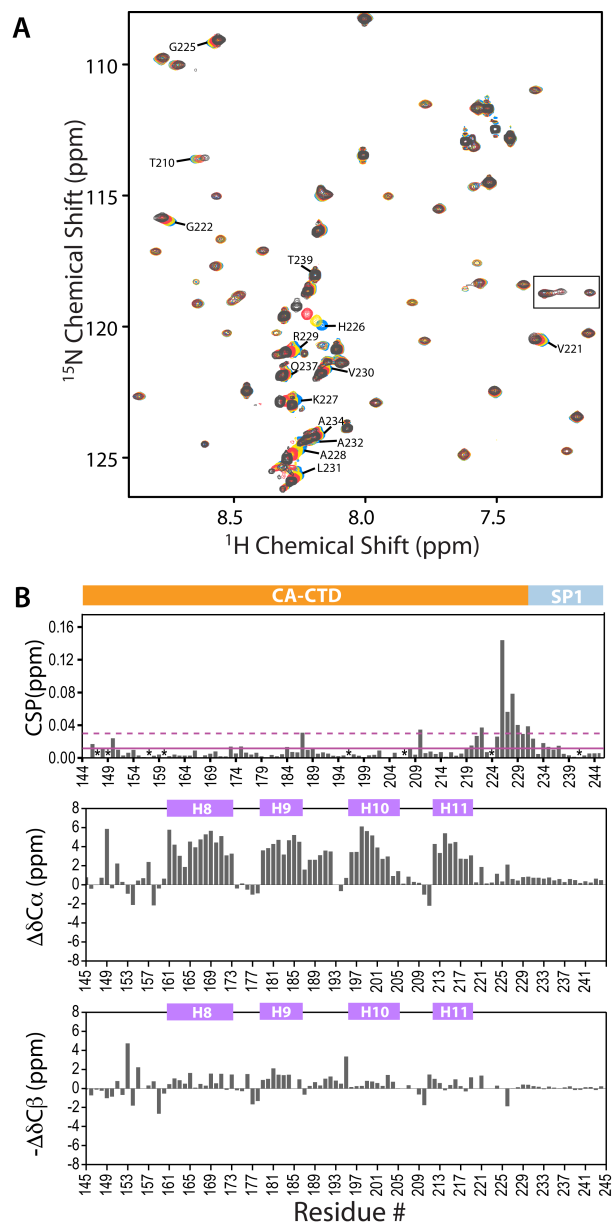 A
G225
110
T210
115
G222
T239
120
H226
R229
V221
Q237
V230
K227
A234
A232
125
A228
L231
8.5
8.0
7.5
¹⁵N Chemical Shift (ppm)
¹H Chemical Shift (ppm)
B
CA-CTD SP1
CSP(ppm)
0.16
0.12
0.08
0.04
0.00
* * * * * * * *
144 149 154 159 164 169 174 179 184 189 194 199 204 209 214 219 224 229 234 239 244
H8 H9 H10 H11
ΔδCα (ppm)
8
6
4
2
0
-2
-4
-6
-8
145 149 153 157 161 165 169 173 177 181 185 189 193 197 201 205 209 213 217 221 225 229 233 237 241
H8 H9 H10 H11
-ΔδCβ (ppm)
8
6
4
2
0
-2
-4
-6
-8
145 149 153 157 161 165 169 173 177 181 185 189 193 197 201 205 209 213 217 221 225 229 233 237 241 245
Residue #